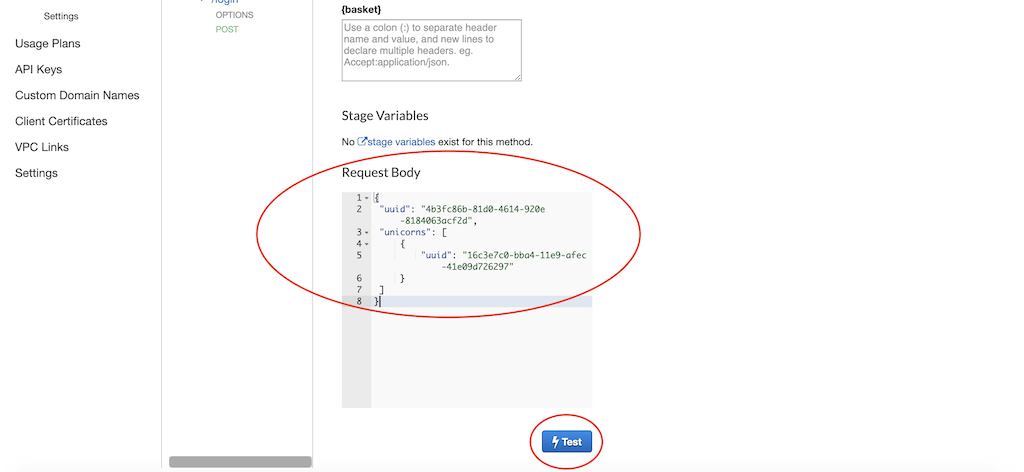 Settings
Usage Plans
API Keys
Custom Domain Names
Client Certificates
VPC Links
Settings
/login
OPTIONS
POST
{basket}
Use a colon (:) to separate header
name and value, and new lines to
declare multiple headers. eg.
Accept:application/json.
Stage Variables
No stage variables exist for this method.
Request Body
1 {
2 "uuid": "4b3fc86b-81d0-4614-920e
-8184063acf2d",
3 "unicorns": [
4 {
5 "uuid": "16c3e7c0-bba4-11e9-afec
-41e09d726297"
6 }
7 ]
8 }
Test